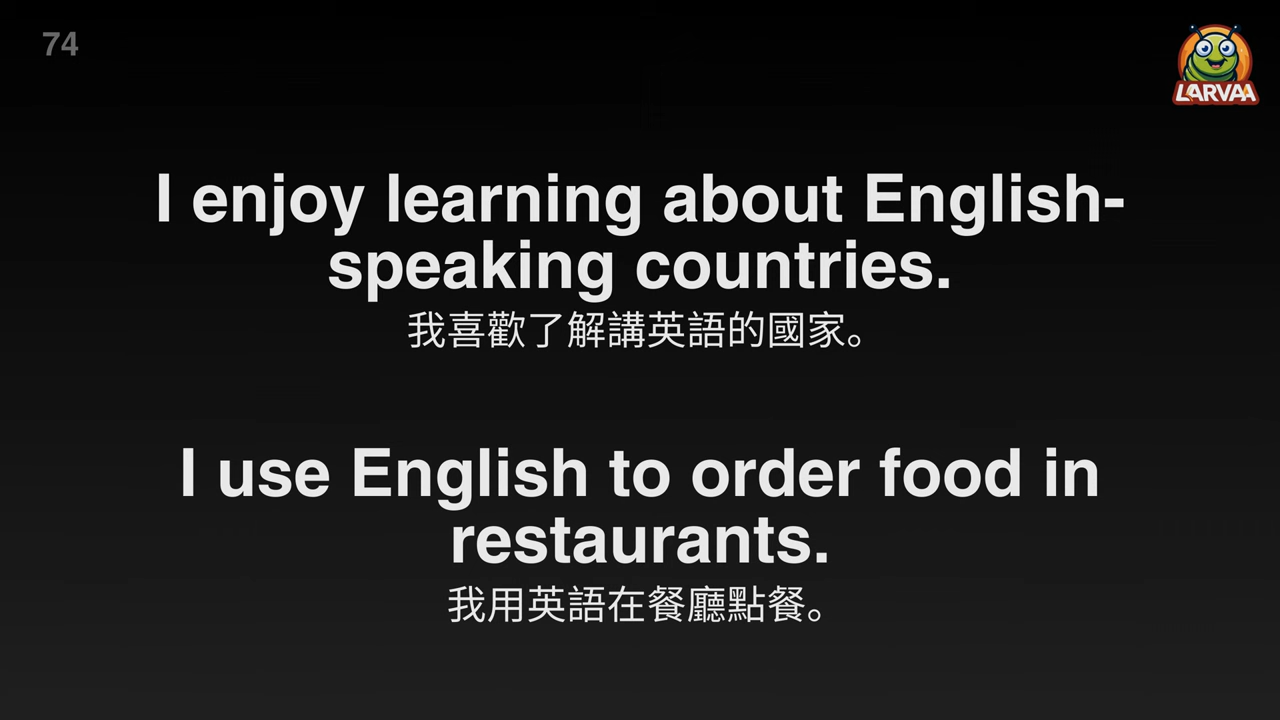 74
LARVAA
I enjoy learning about English-
speaking countries.
我喜歡了解講英語的國家。
I use English to order food in
restaurants.
我用英語在餐廳點餐。